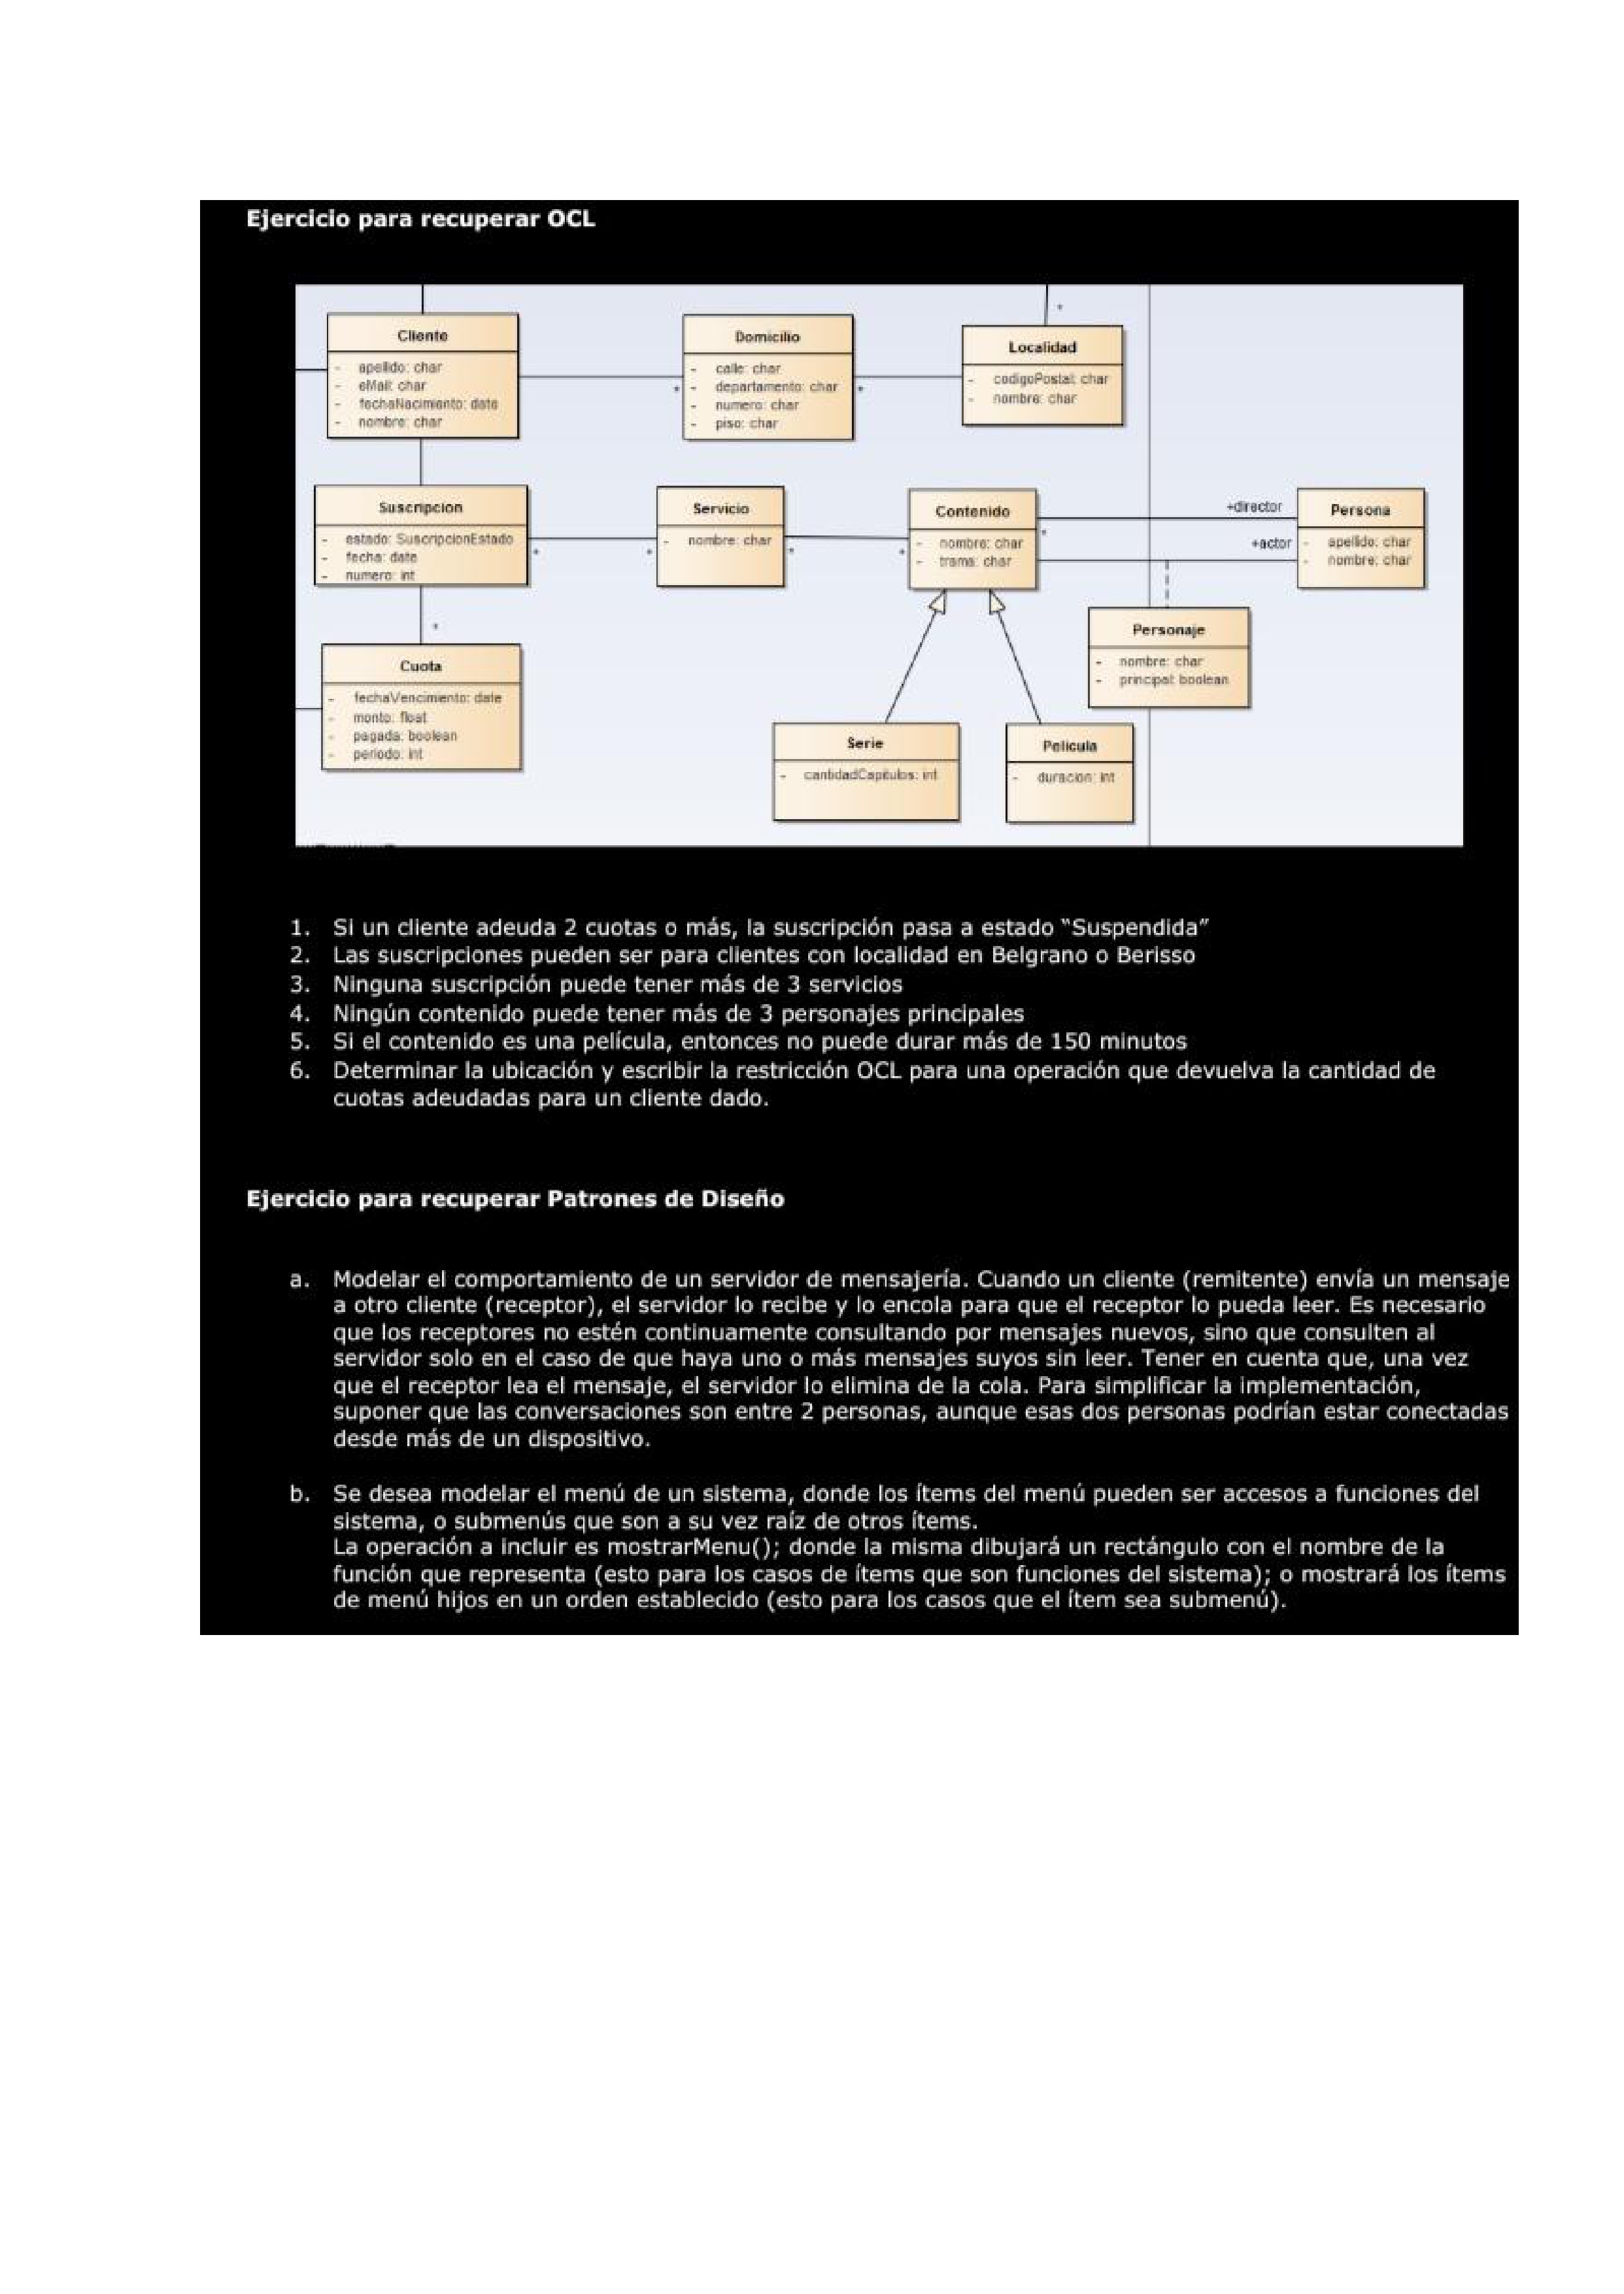 Ejercicio para recuperar OCL
Cliente
- apellido: char
- eMail: char
- fechaNacimiento: date
- nombre: char
Domicilio
- calle: char
- departamento: char
- numero: char
- piso: char
Localidad
- codigoPostal: char
- nombre: char
*
*
*
Suscripcion
- estado: SuscripcionEstado
- fecha: date
- numero: int
*
*
Servicio
- nombre: char
*
*
Contenido
- nombre: char
- trama: char
*
+director
+actor
Persona
- apellido: char
- nombre: char
Personaje
- nombre: char
- principal: boolean
*
Cuota
- fechaVencimiento: date
- monto: float
- pagada: boolean
- periodo: int
Serie
- cantidadCapitulos: int
Pelicula
- duracion: int
1. Si un cliente adeuda 2 cuotas o más, la suscripción pasa a estado “Suspendida”
2. Las suscripciones pueden ser para clientes con localidad en Belgrano o Berisso
3. Ninguna suscripción puede tener más de 3 servicios
4. Ningún contenido puede tener más de 3 personajes principales
5. Si el contenido es una película, entonces no puede durar más de 150 minutos
6. Determinar la ubicación y escribir la restricción OCL para una operación que devuelva la cantidad de
cuotas adeudadas para un cliente dado.
Ejercicio para recuperar Patrones de Diseño
a. Modelar el comportamiento de un servidor de mensajería. Cuando un cliente (remitente) envía un mensaje
a otro cliente (receptor), el servidor lo recibe y lo encola para que el receptor lo pueda leer. Es necesario
que los receptores no estén continuamente consultando por mensajes nuevos, sino que consulten al
servidor solo en el caso de que haya uno o más mensajes suyos sin leer. Tener en cuenta que, una vez
que el receptor lea el mensaje, el servidor lo elimina de la cola. Para simplificar la implementación,
suponer que las conversaciones son entre 2 personas, aunque esas dos personas podrían estar conectadas
desde más de un dispositivo.
b. Se desea modelar el menú de un sistema, donde los ítems del menú pueden ser accesos a funciones del
sistema, o submenús que son a su vez raíz de otros ítems.
La operación a incluir es mostrarMenu(); donde la misma dibujará un rectángulo con el nombre de la
función que representa (esto para los casos de ítems que son funciones del sistema); o mostrará los ítems
de menú hijos en un orden establecido (esto para los casos que el ítem sea submenú).